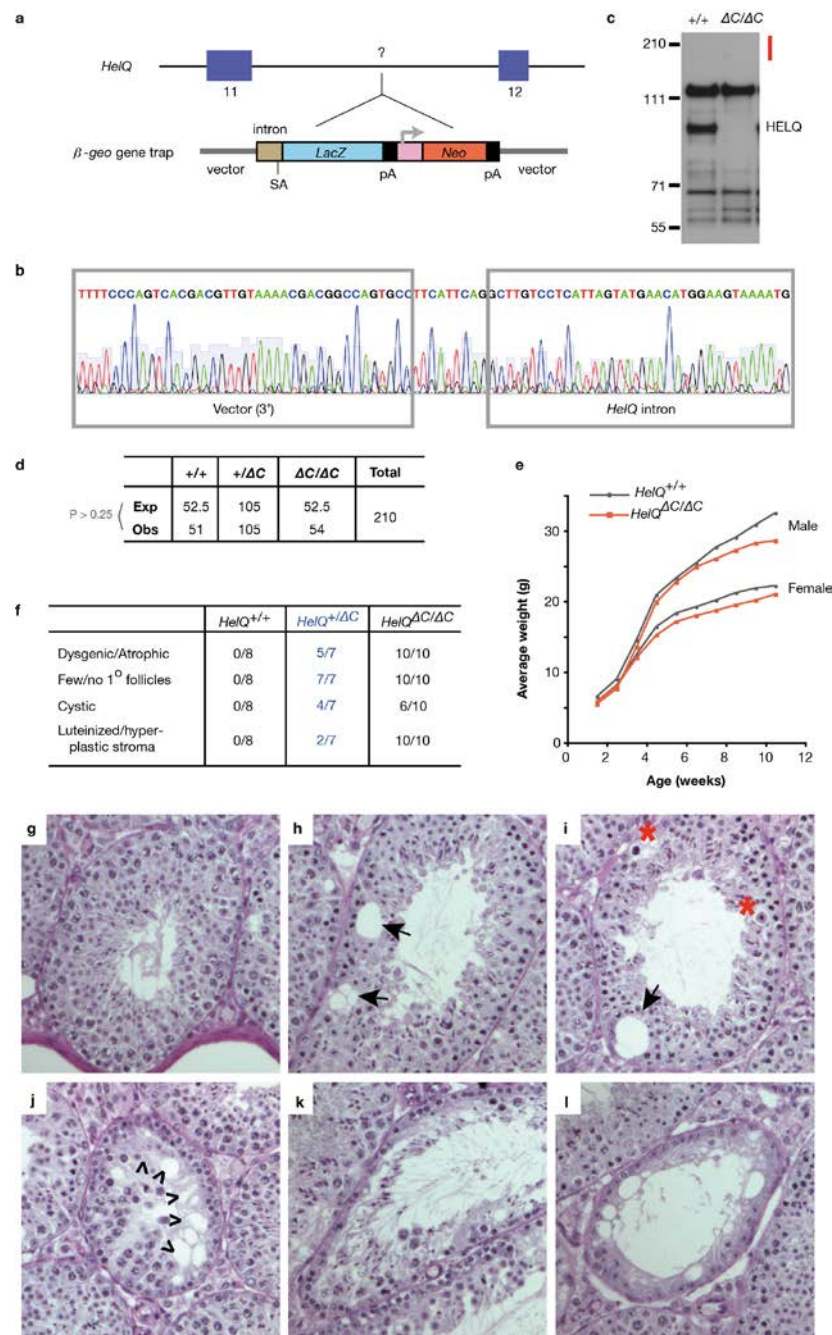 a
HelQ
?
11
12
intron
β-geo gene trap
LacZ
Neo
vector
SA
pA
pA
vector
c
+/+ ΔC/ΔC
210
111
HELQ
71
55
b
TTTTCCCAGTCACGACGTTGTAAAACGACGGCCAGTGCCTTCATTCAGGCTTGTCCTCATTAGTATGAACATGGAAGTAAAATG
Vector (3')
HelQ intron
d
+/+ +/ΔC ΔC/ΔC Total
P > 0.25
Exp 52.5 105 52.5
210
Obs 51 105 54
e
HelQ+/+
HelQΔC/ΔC
Male
Female
Average weight (g)
30
20
10
0
0 2 4 6 8 10 12
Age (weeks)
f
HelQ+/+ HelQ+/ΔC HelQΔC/ΔC
Dysgenic/Atrophic 0/8 5/7 10/10
Few/no 1° follicles 0/8 7/7 10/10
Cystic 0/8 4/7 6/10
Luteinized/hyper-
plastic stroma 0/8 2/7 10/10
g
h
i
*
*
j
> > > > >
k
l